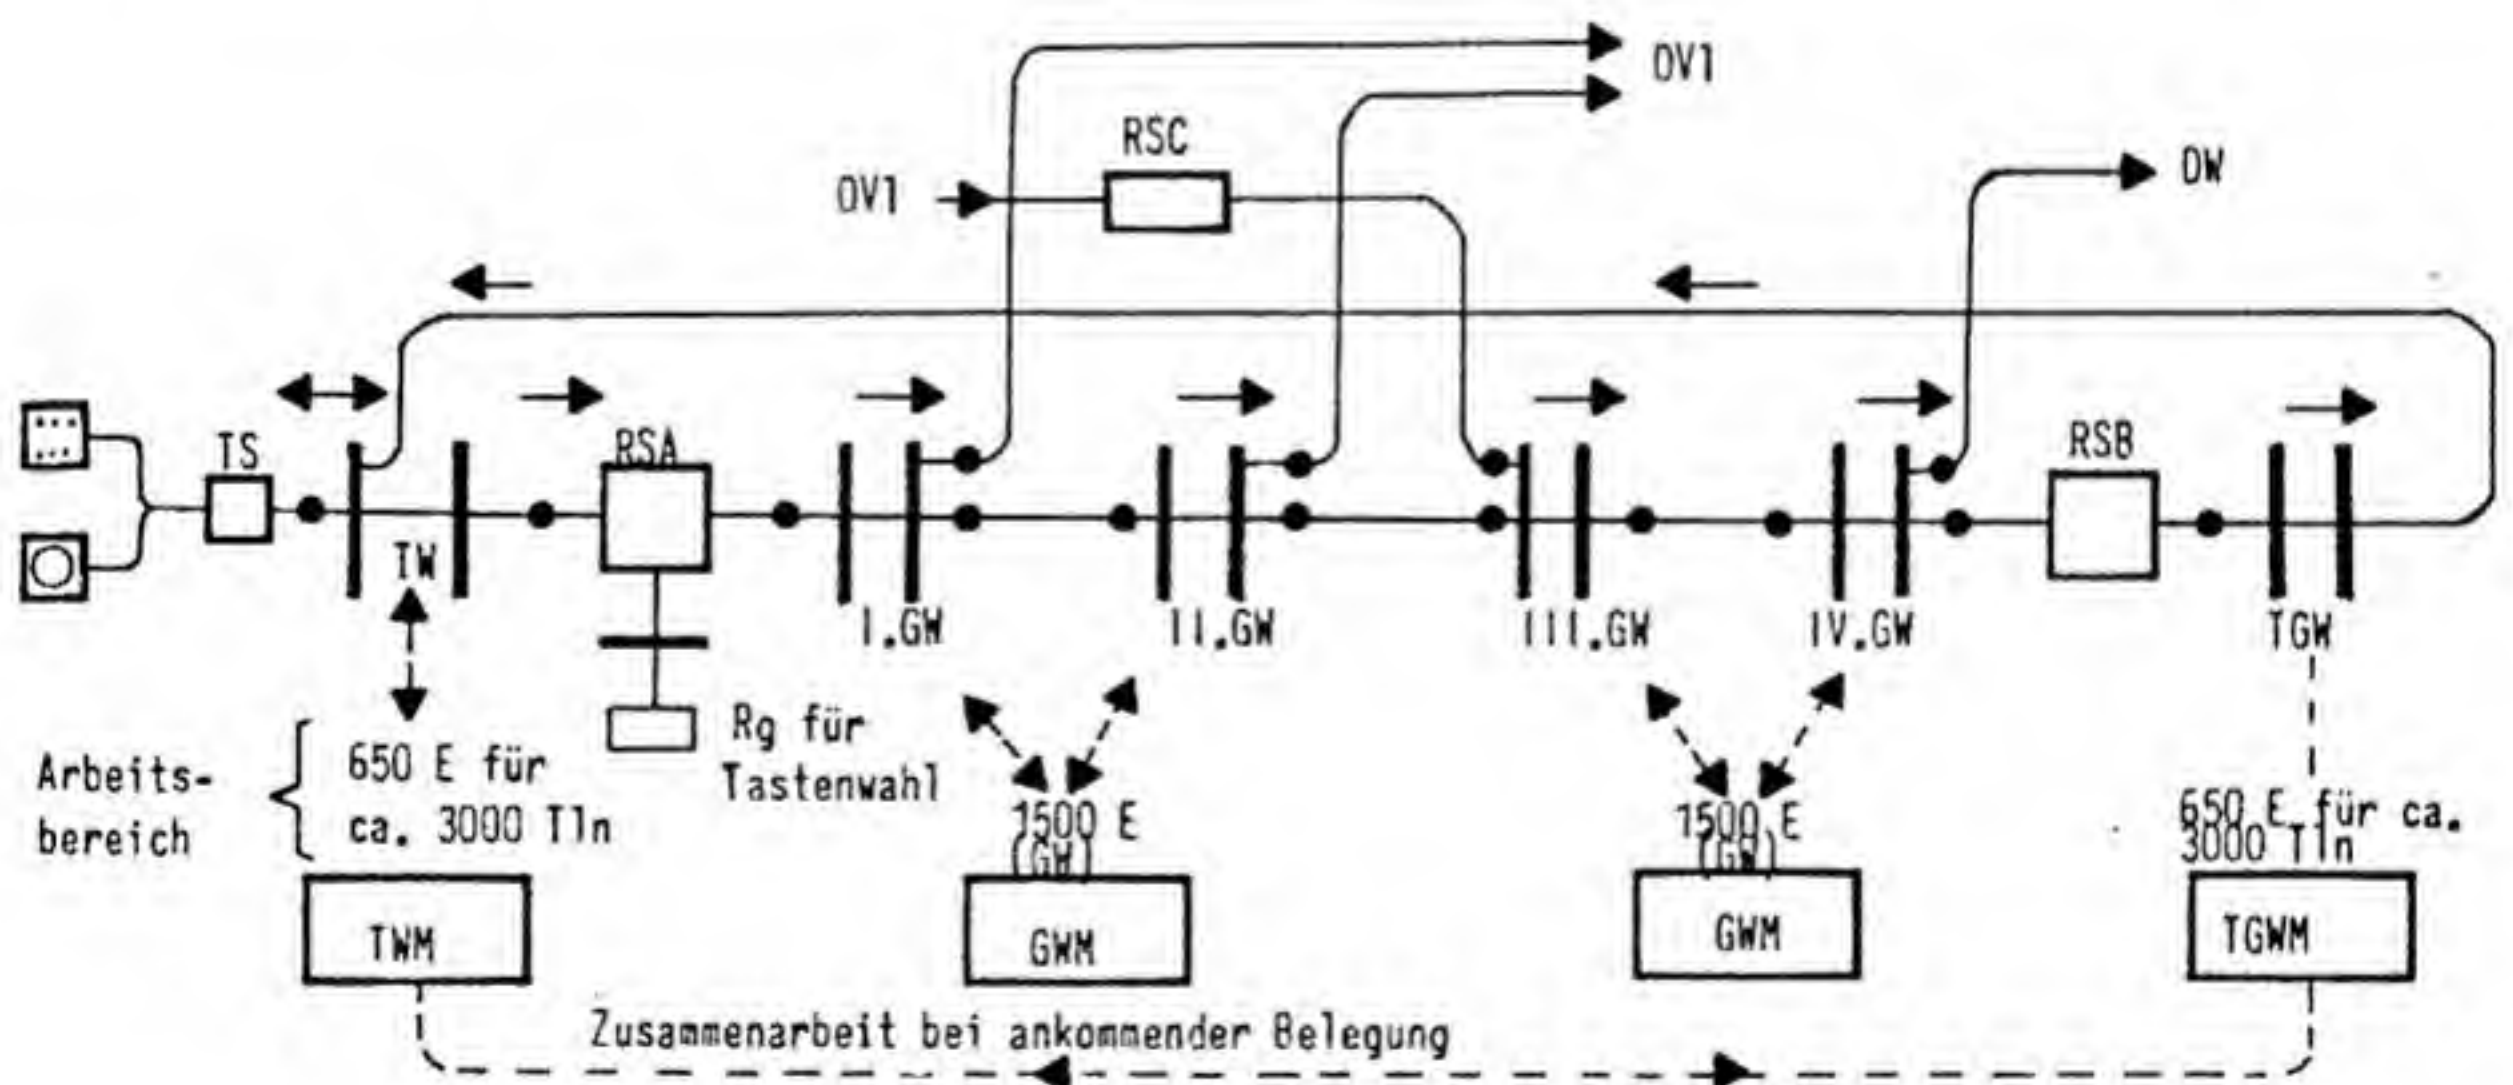 OV1
RSC
OV1
DW
TS
RSA
RSB
TW
I.GW
II.GW
III.GW
IV.GW
TGW
Rg für
Tastenwahl
Arbeits-
bereich
650 E für
ca. 3000 Tln
1500 E
(GW)
1500 E
(GW)
650 E für ca.
3000 Tln
TWM
GWM
GWM
TGWM
Zusammenarbeit bei ankommender Belegung